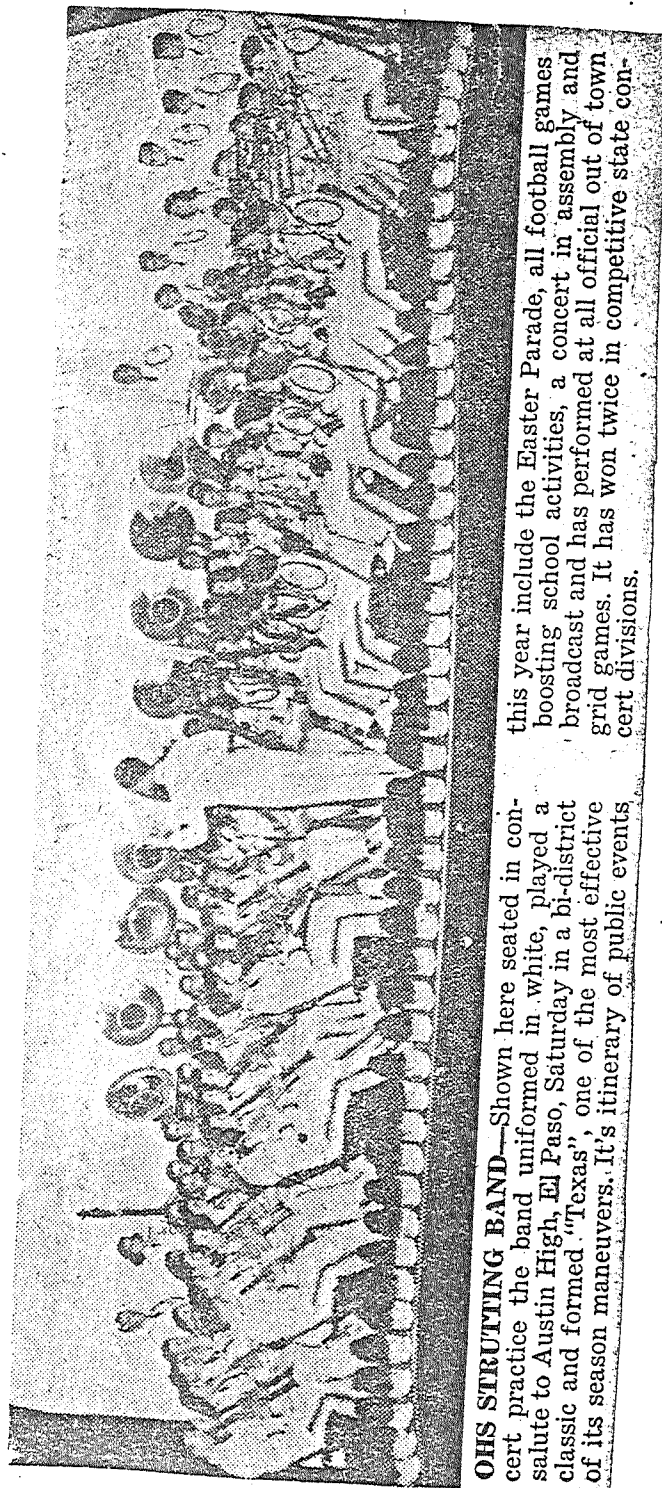 OHS STRUTTING BAND—Shown here seated in con-
cert practice the band uniformed in white, played a
salute to Austin High, El Paso, Saturday in a bi-district
classic and formed "Texas", one of the most effective
of its season maneuvers. It's itinerary of public events
this year include the Easter Parade, all football games
boosting school activities, a concert in assembly and
broadcast and has performed at all official out of town
grid games. It has won twice in competitive state con-
cert divisions.